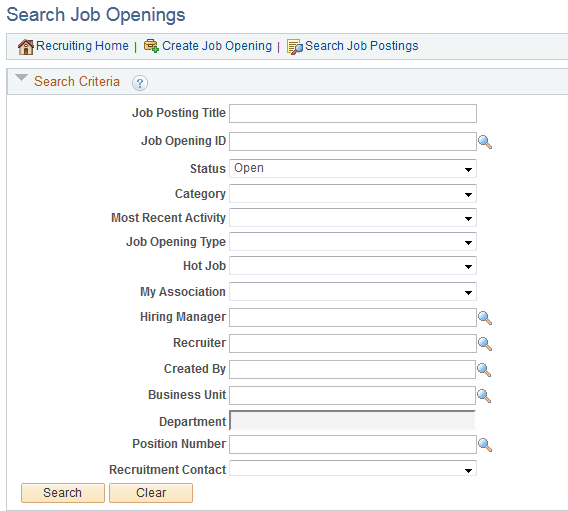 Search Job Openings
Recruiting Home | Create Job Opening | Search Job Postings
Search Criteria ?
Job Posting Title
Job Opening ID
Status Open
Category
Most Recent Activity
Job Opening Type
Hot Job
My Association
Hiring Manager
Recruiter
Created By
Business Unit
Department
Position Number
Recruitment Contact
Search Clear